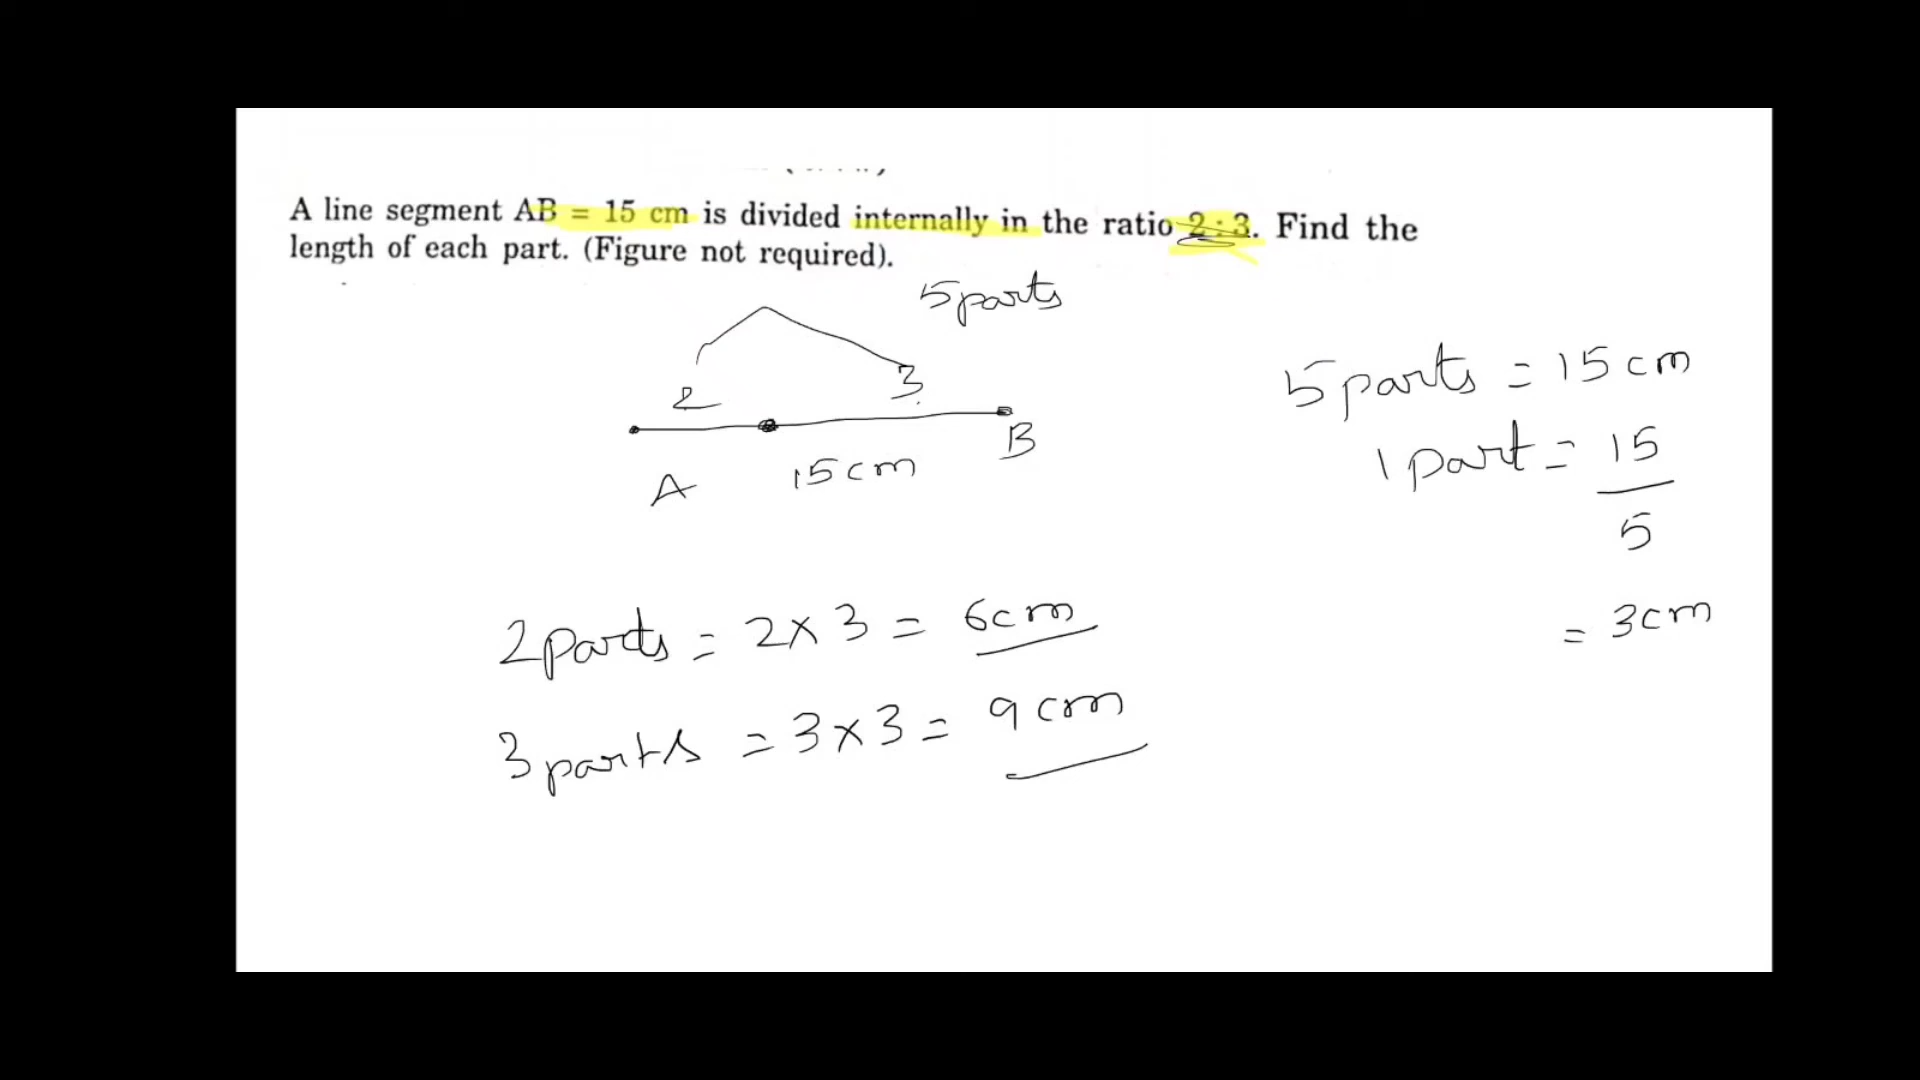 A line segment AB = 15 cm is divided internally in the ratio 2 : 3. Find the
length of each part. (Figure not required).
5 parts
2 3
A 15 cm B
5 parts = 15 cm
1 part = 15
5
= 3 cm
2 parts = 2 x 3 = 6 cm
3 parts = 3 x 3 = 9 cm